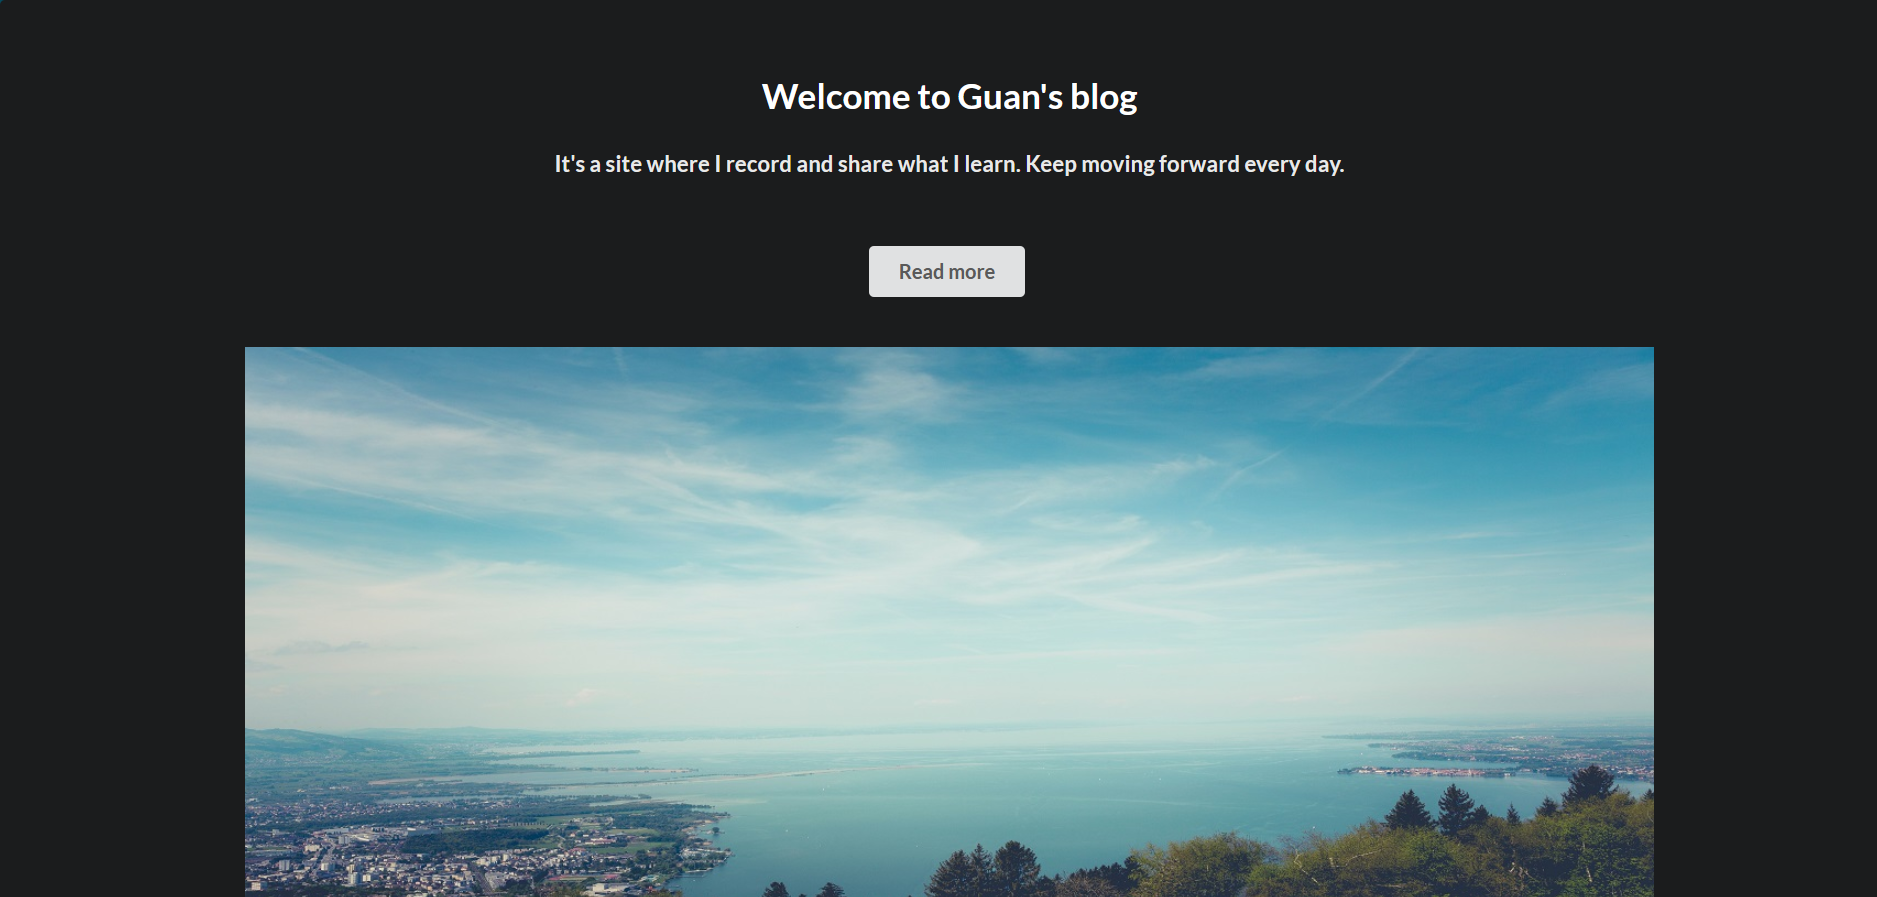 Welcome to Guan's blog
It's a site where I record and share what I learn. Keep moving forward every day.
Read more